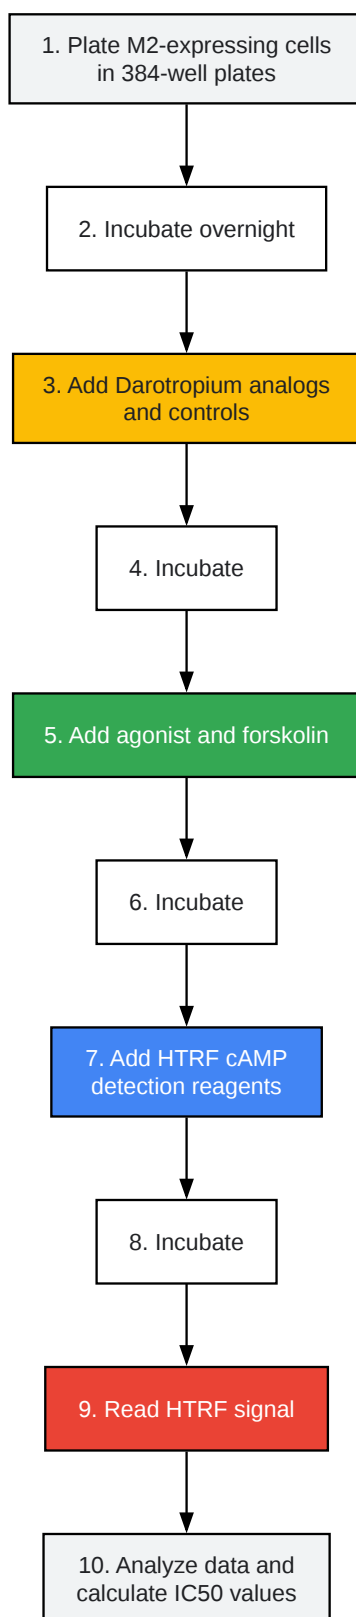 1. Plate M2-expressing cells
in 384-well plates
2. Incubate overnight
3. Add Darotropium analogs
and controls
4. Incubate
5. Add agonist and forskolin
6. Incubate
7. Add HTRF cAMP
detection reagents
8. Incubate
9. Read HTRF signal
10. Analyze data and
calculate IC50 values